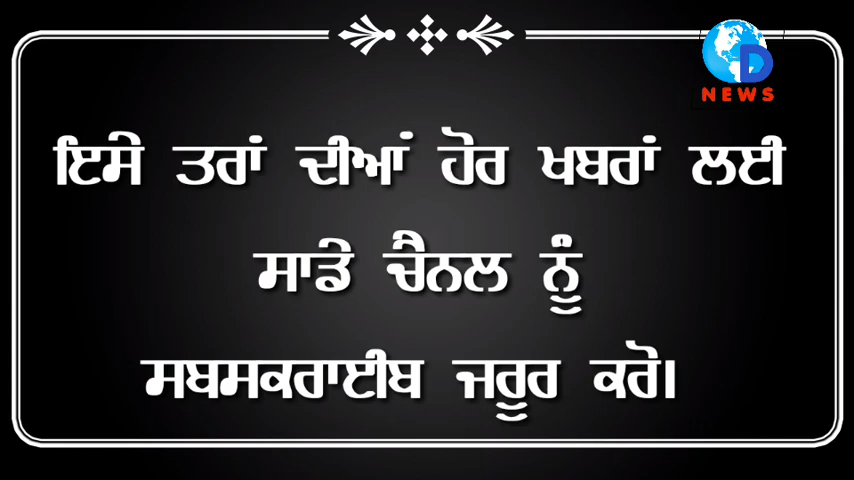 D
NEWS
ਇਸੇ ਤਰਾਂ ਦੀਆਂ ਹੋਰ ਖਬਰਾਂ ਲਈ
ਸਾਡੇ ਚੈਨਲ ਨੂੰ
ਸਬਸਕਰਾਈਬ ਜਰੂਰ ਕਰੋ।